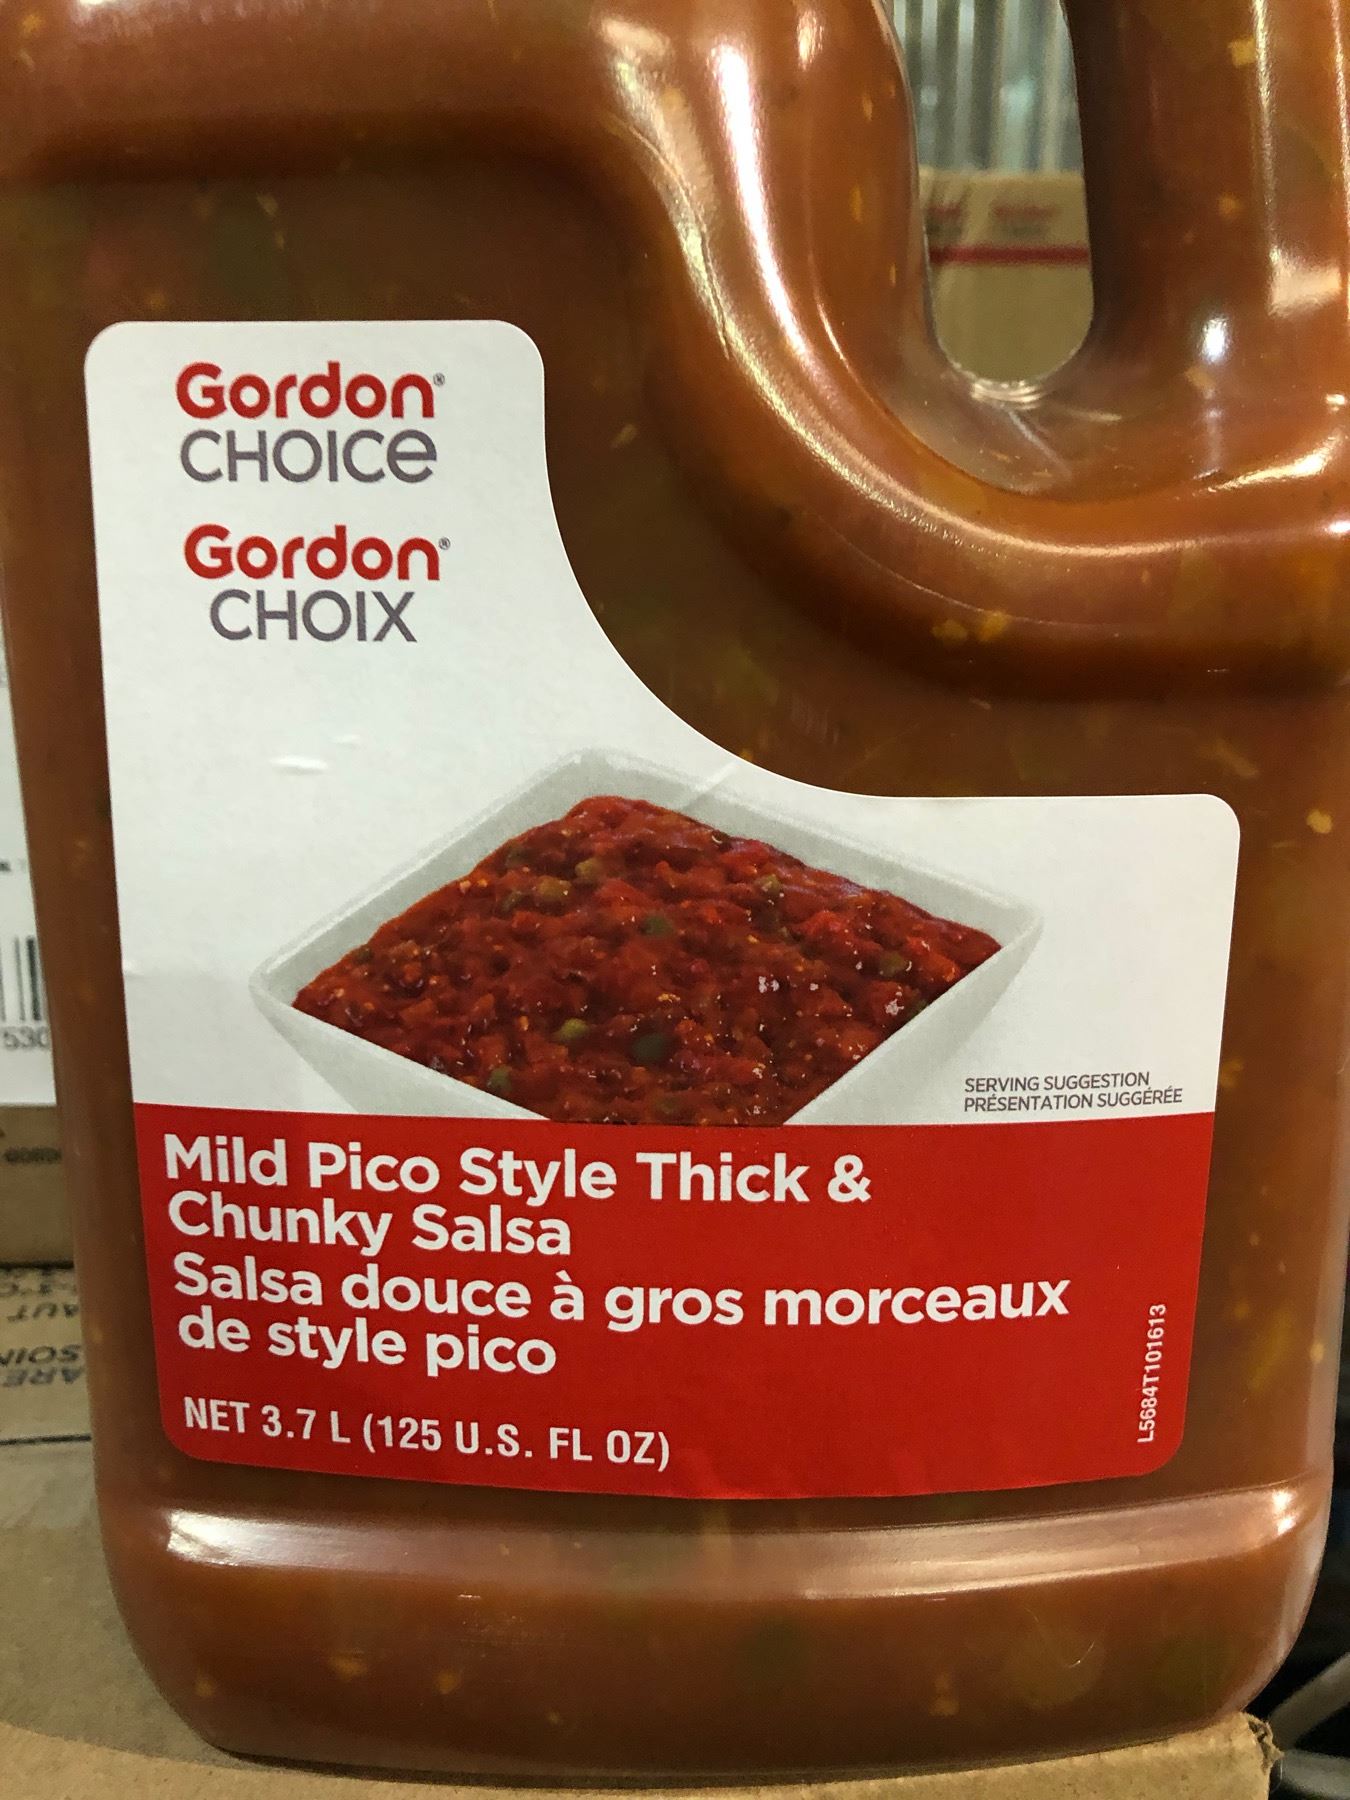 Gordon®
CHOICe
Gordon®
CHOIX
SERVING SUGGESTION
PRÉSENTATION SUGGÉRÉE
Mild Pico Style Thick &
Chunky Salsa
Salsa douce à gros morceaux
de style pico
NET 3.7 L (125 U.S. FL OZ)
L5684T101613
530